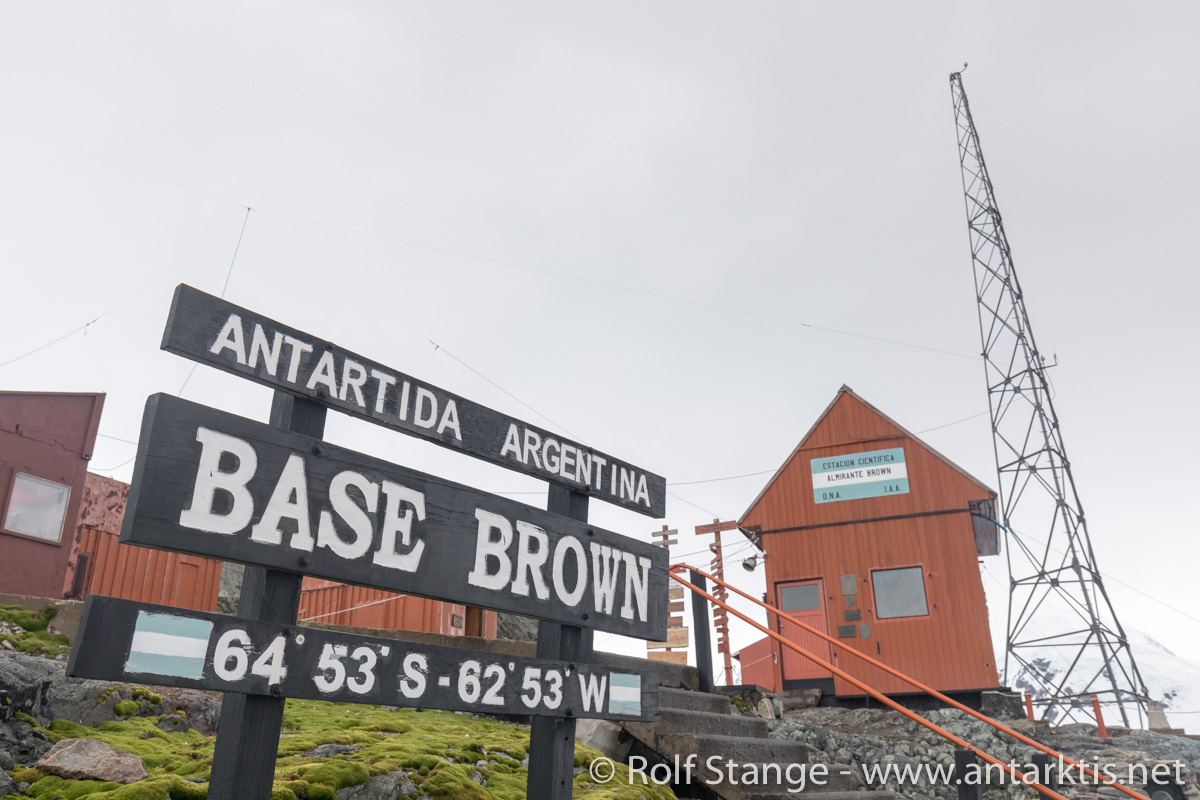 ANTARTIDA ARGENTINA
BASE BROWN
64° 53' S - 62° 53' W
ESTACION CIENTIFICA
ALMIRANTE BROWN
D.N.A. I.A.A.
© Rolf Stange - www.antarktis.net